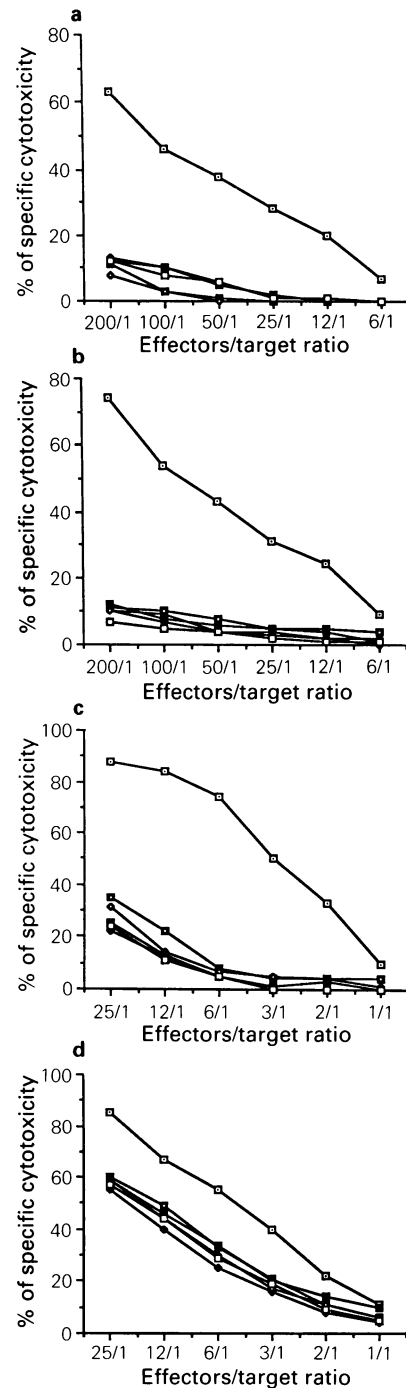 a
% of specific cytotoxicity
80
60
40
20
0
200/1 100/1 50/1 25/1 12/1 6/1
Effectors/target ratio
b
% of specific cytotoxicity
80
60
40
20
0
200/1 100/1 50/1 25/1 12/1 6/1
Effectors/target ratio
c
% of specific cytotoxicity
100
80
60
40
20
0
25/1 12/1 6/1 3/1 2/1 1/1
Effectors/target ratio
d
% of specific cytotoxicity
100
80
60
40
20
0
25/1 12/1 6/1 3/1 2/1 1/1
Effectors/target ratio